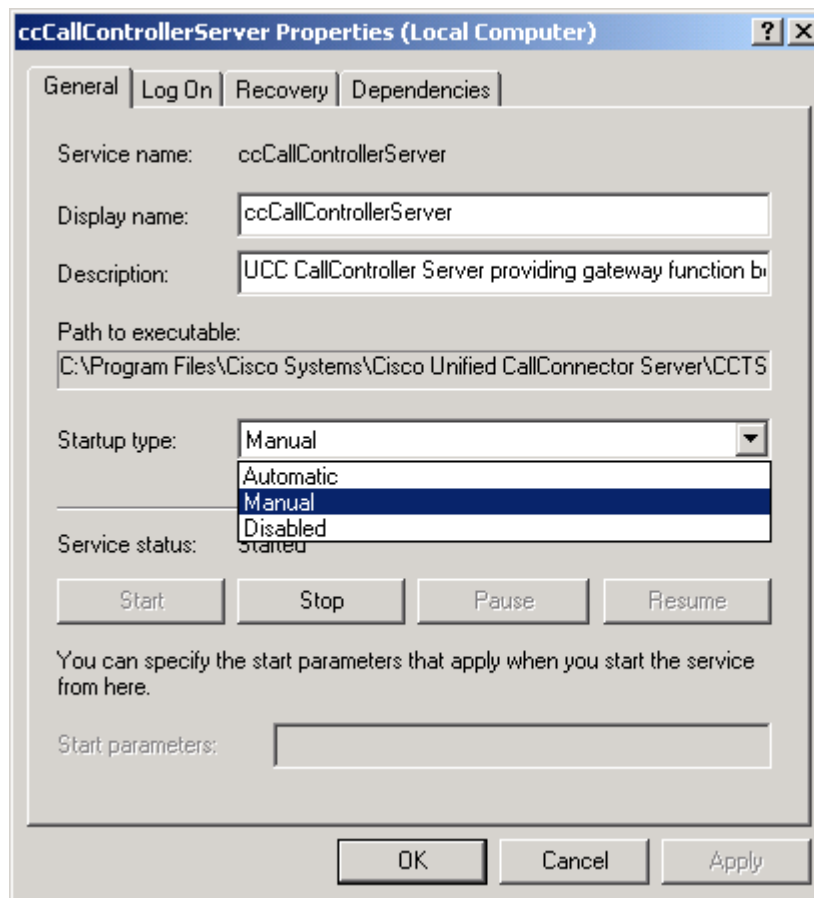 ccCallControllerServer Properties (Local Computer)
General Log On Recovery Dependencies
Service name: ccCallControllerServer
Display name: ccCallControllerServer
Description: UCC CallController Server providing gateway function b
Path to executable:
C:\Program Files\Cisco Systems\Cisco Unified CallConnector Server\CCTS
Startup type: Manual
Automatic
Manual
Disabled
Service status: Started
Start Stop Pause Resume
You can specify the start parameters that apply when you start the service
from here.
Start parameters:
OK Cancel Apply